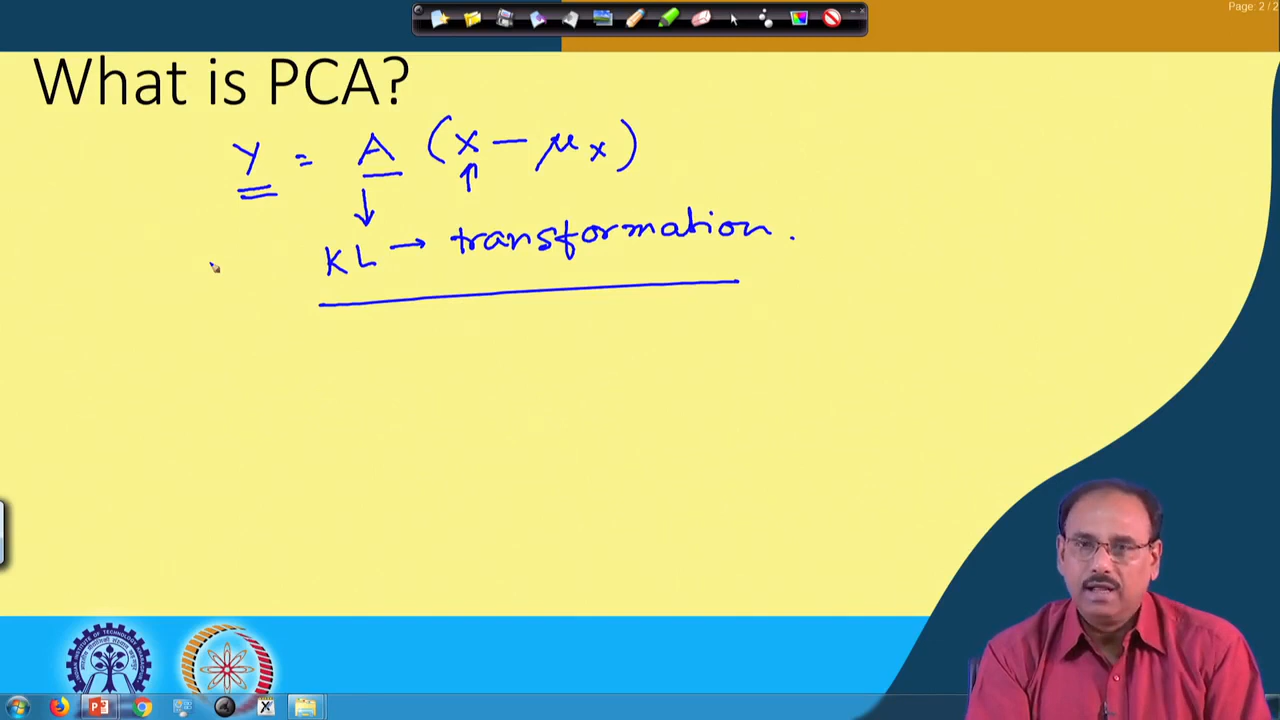 Page: 2 / 2
What is PCA?
Y = A (X - μx)
KL → transformation.